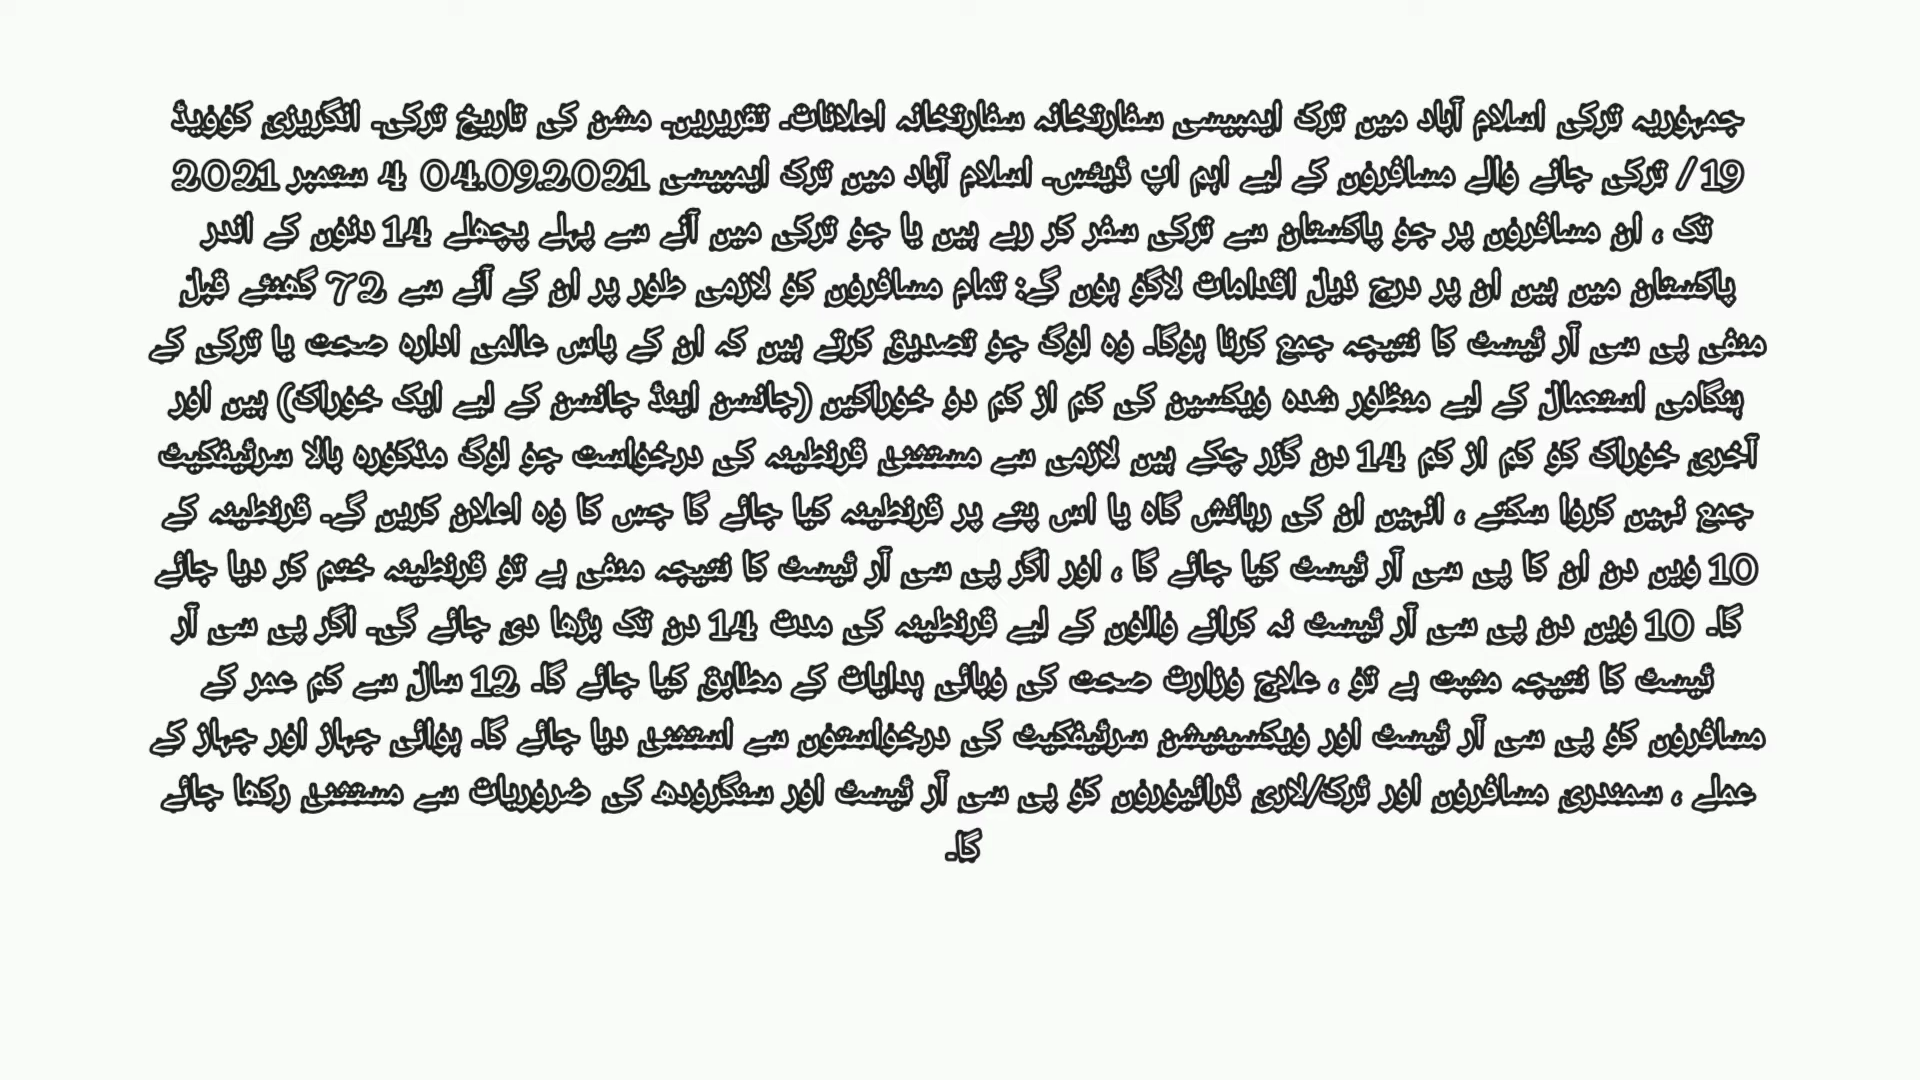 جمہوریہ ترکی اسلام آباد میں ترک ایمبیسی سفارتخانہ سفارتخانہ اعلانات۔ تقریریں۔ مشن کی تاریخ ترکی۔ انگریزی کوویڈ
19/ ترکی جانے والے مسافروں کے لیے اہم اپ ڈیٹس۔ اسلام آباد میں ترک ایمبیسی 04.09.2021 4 ستمبر 2021
تک ، ان مسافروں پر جو پاکستان سے ترکی سفر کر رہے ہیں یا جو ترکی میں آنے سے پہلے پچھلے 14 دنوں کے اندر
پاکستان میں ہیں ان پر درج ذیل اقدامات لاگو ہوں گے: تمام مسافروں کو لازمی طور پر ان کے آنے سے 72 گھنٹے قبل
منفی پی سی آر ٹیسٹ کا نتیجہ جمع کرنا ہوگا۔ وہ لوگ جو تصدیق کرتے ہیں کہ ان کے پاس عالمی ادارہ صحت یا ترکی کے
ہنگامی استعمال کے لیے منظور شدہ ویکسین کی کم از کم دو خوراکیں (جانسن اینڈ جانسن کے لیے ایک خوراک) ہیں اور
آخری خوراک کو کم از کم 14 دن گزر چکے ہیں لازمی سے مستثنیٰ قرنطینہ کی درخواست جو لوگ مذکورہ بالا سرٹیفکیٹ
جمع نہیں کروا سکتے ، انہیں ان کی رہائش گاہ یا اس پتے پر قرنطینہ کیا جائے گا جس کا وہ اعلان کریں گے۔ قرنطینہ کے
10 ویں دن ان کا پی سی آر ٹیسٹ کیا جائے گا ، اور اگر پی سی آر ٹیسٹ کا نتیجہ منفی ہے تو قرنطینہ ختم کر دیا جائے
گا۔ 10 ویں دن پی سی آر ٹیسٹ نہ کرانے والوں کے لیے قرنطینہ کی مدت 14 دن تک بڑھا دی جائے گی۔ اگر پی سی آر
ٹیسٹ کا نتیجہ مثبت ہے تو ، علاج وزارت صحت کی وبائی ہدایات کے مطابق کیا جائے گا۔ 12 سال سے کم عمر کے
مسافروں کو پی سی آر ٹیسٹ اور ویکسینیشن سرٹیفکیٹ کی درخواستوں سے استثنیٰ دیا جائے گا۔ ہوائی جہاز اور جہاز کے
عملے ، سمندری مسافروں اور ٹرک/لاری ڈرائیوروں کو پی سی آر ٹیسٹ اور سنگرودھ کی ضروریات سے مستثنیٰ رکھا جائے
گا۔